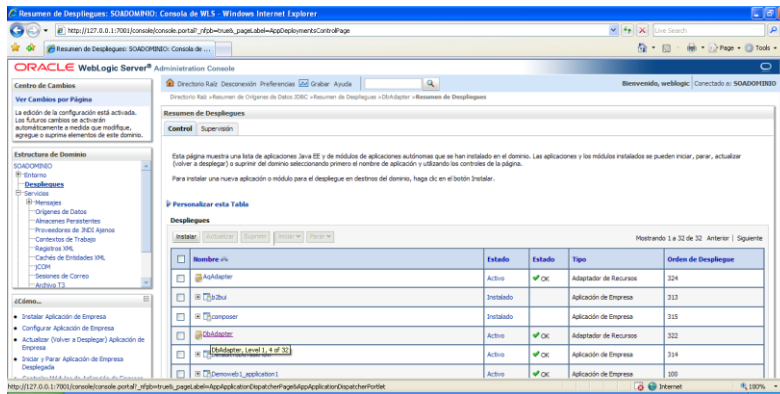 Resumen de Despliegues: SOADOMINIO: Consola de WLS - Windows Internet Explorer
http://127.0.0.1:7001/console/console.portal?_nfpb=true&_pageLabel=AppDeploymentsControlPage
Live Search
Resumen de Despliegues: SOADOMINIO: Consola de ...
Page Tools
ORACLE WebLogic Server® Administration Console
Centro de Cambios
Ver Cambios por Página
La edición de la configuración está activada.
Los futuros cambios se activarán
automáticamente a medida que modifique,
agregue o suprima elementos de este dominio.
Estructura de Dominio
SOADOMINIO
Entorno
Despliegues
Servicios
Mensajes
Orígenes de Datos
Almacenes Persistentes
Proveedores de JNDI Ajenos
Contextos de Trabajo
Registros XML
Cachés de Entidades XML
jCOM
Sesiones de Correo
Archivo T3
¿Cómo...
Instalar Aplicación de Empresa
Configurar Aplicación de Empresa
Actualizar (Volver a Desplegar) Aplicación de
Empresa
Iniciar y Parar Aplicación de Empresa
Desplegada
Directorio Raíz Desconexión Preferencias Grabar Ayuda
Bienvenido, weblogic Conectado a: SOADOMINIO
Directorio Raíz >Resumen de Orígenes de Datos JDBC >Resumen de Despliegues >DbAdapter >Resumen de Despliegues
Resumen de Despliegues
Control Supervisión
Esta página muestra una lista de aplicaciones Java EE y de módulos de aplicaciones autónomas que se han instalado en el dominio. Las aplicaciones y los módulos instalados se pueden iniciar, parar, actualizar
(volver a desplegar) o suprimir del dominio seleccionando primero el nombre de aplicación y utilizando los controles de la página.
Para instalar una nueva aplicación o módulo para el despliegue en destinos del dominio, haga clic en el botón Instalar.
Personalizar esta Tabla
Despliegues
Instalar Actualizar Suprimir Iniciar Parar
Mostrando 1 a 32 de 32 Anterior | Siguiente
Nombre Estado Estado Tipo Orden de Despliegue
AqAdapter Activo OK Adaptador de Recursos 324
b2bui Instalado Aplicación de Empresa 313
composer Instalado Aplicación de Empresa 315
DbAdapter Activo OK Adaptador de Recursos 322
DbAdapter, Level 1, 4 of 32
Activo OK Aplicación de Empresa 314
Demoweb1_application1 Activo OK Aplicación de Empresa 100
http://127.0.0.1:7001/console/console.portal?_nfpb=true&_pageLabel=AppApplicationDispatcherPage&AppApplicationDispatcherPortlet
Internet 100%